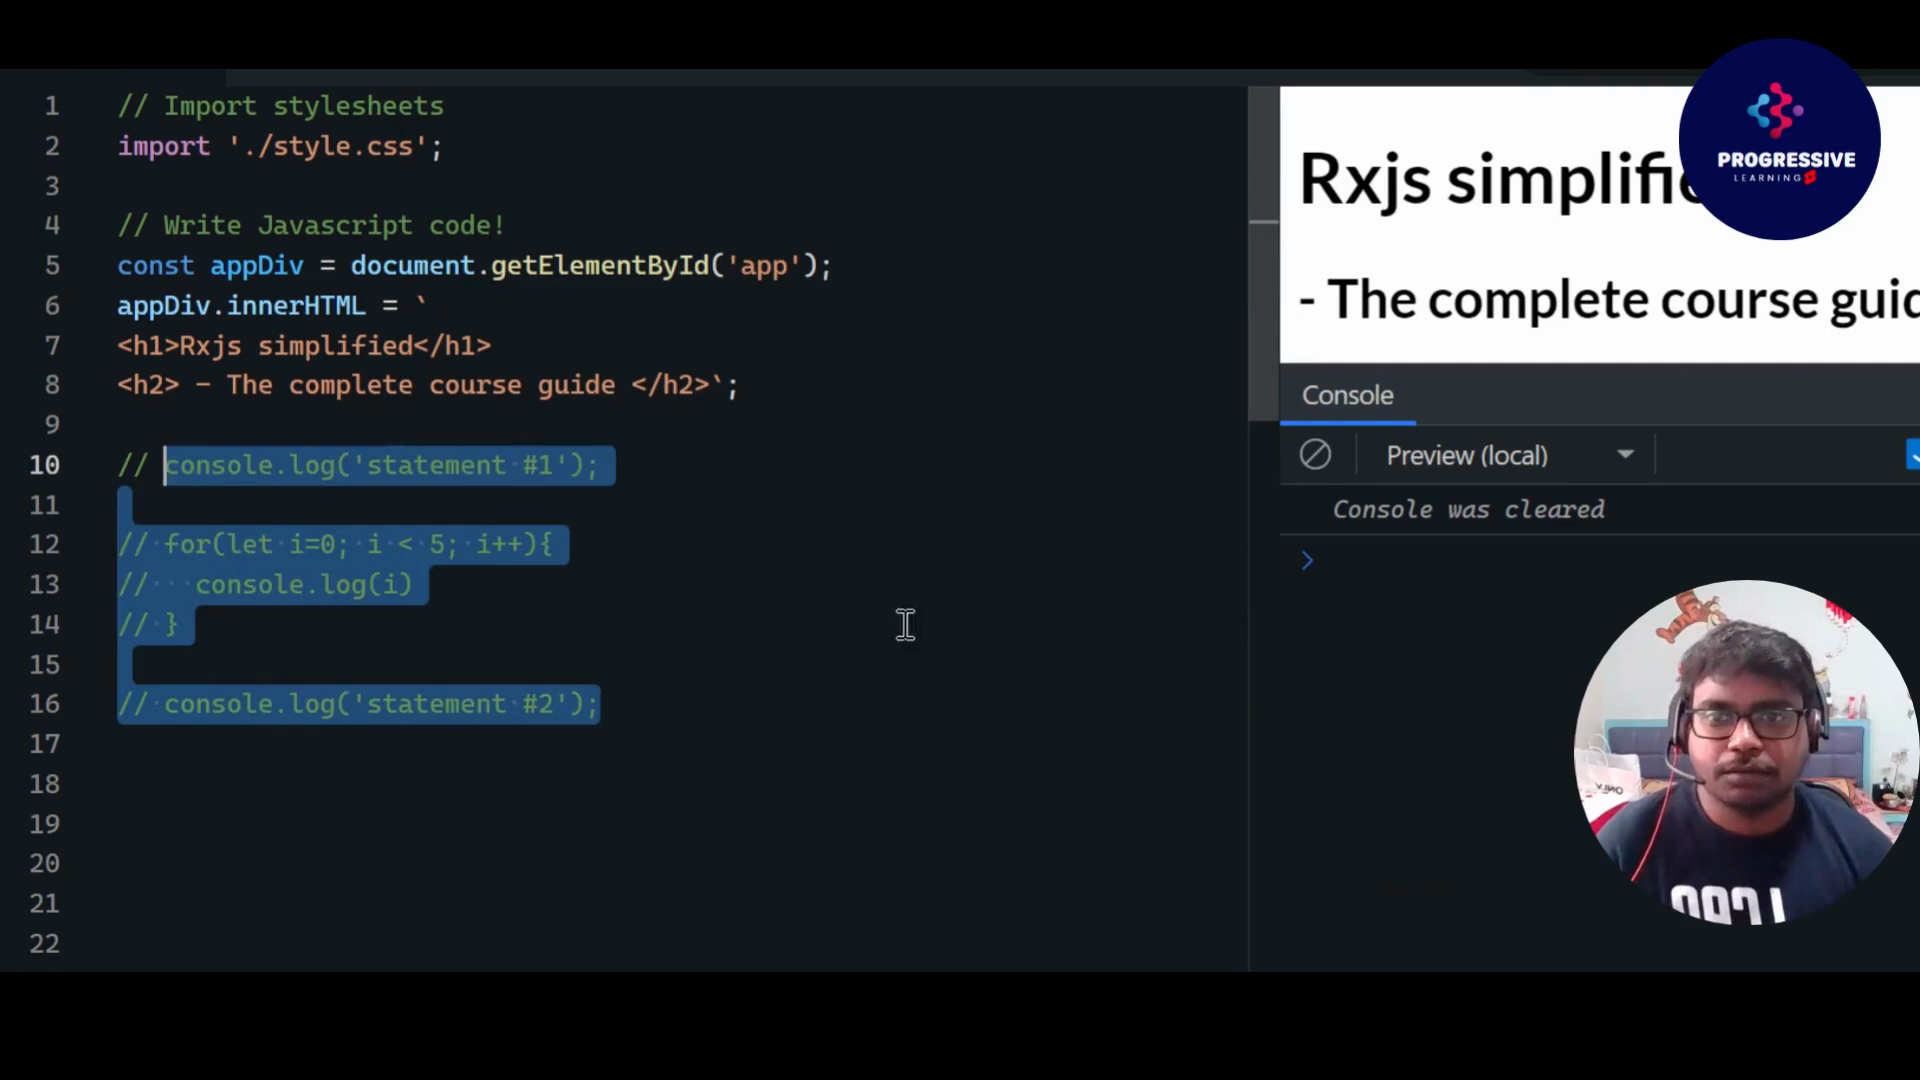 1 // Import stylesheets
2 import './style.css';
3
4 // Write Javascript code!
5 const appDiv = document.getElementById('app');
6 appDiv.innerHTML = `
7 <h1>Rxjs simplified</h1>
8 <h2> - The complete course guide </h2>`;
9
10 // console.log('statement #1');
11
12 // for(let i=0; i < 5; i++){
13 //   console.log(i)
14 // }
15
16 // console.log('statement #2');
17
18
19
20
21
22
Rxjs simplifie
- The complete course guid
Console
Preview (local)
Console was cleared
>
PROGRESSIVE
LEARNING